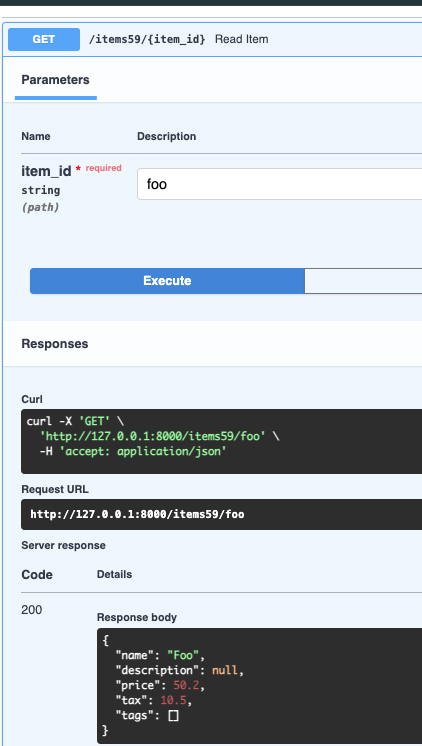 GET /items59/{item_id} Read Item
Parameters
Name Description
item_id * required
string
(path)
foo
Execute
Responses
Curl
curl -X 'GET' \
  'http://127.0.0.1:8000/items59/foo' \
  -H 'accept: application/json'
Request URL
http://127.0.0.1:8000/items59/foo
Server response
Code Details
200
Response body
{
  "name": "Foo",
  "description": null,
  "price": 50.2,
  "tax": 10.5,
  "tags": []
}